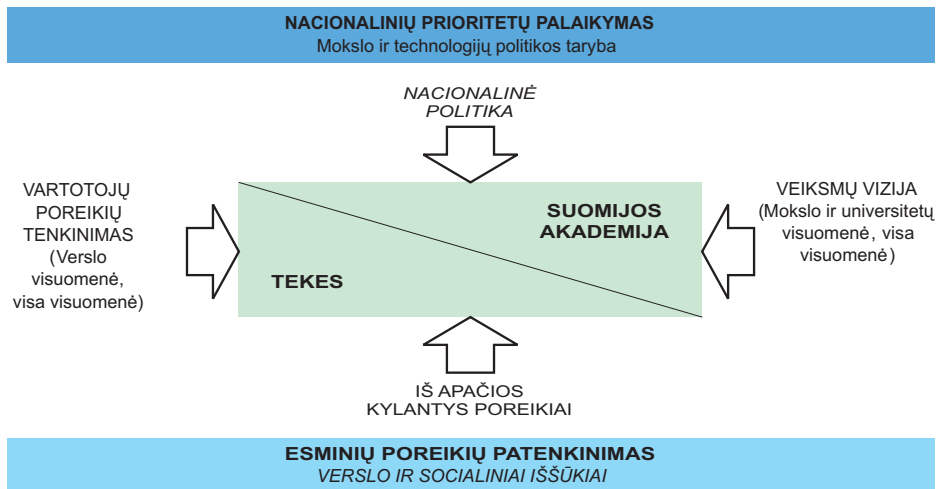 NACIONALINIŲ PRIORITETŲ PALAIKYMAS
Mokslo ir technologijų politikos taryba
NACIONALINĖ
POLITIKA
VARTOTOJŲ
POREIKIŲ
TENKINIMAS
(Verslo
visuomenė,
visa visuomenė)
SUOMIJOS
AKADEMIJA
TEKES
VEIKSMŲ VIZIJA
(Mokslo ir universitetų
visuomenė, visa
visuomenė)
IŠ APAČIOS
KYLANTYS POREIKIAI
ESMINIŲ POREIKIŲ PATENKINIMAS
VERSLO IR SOCIALINIAI IŠŠŪKIAI